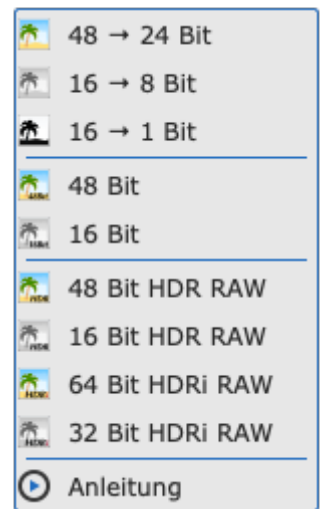 48 → 24 Bit
16 → 8 Bit
16 → 1 Bit
48 Bit
16 Bit
48 Bit HDR RAW
16 Bit HDR RAW
64 Bit HDRi RAW
32 Bit HDRi RAW
Anleitung